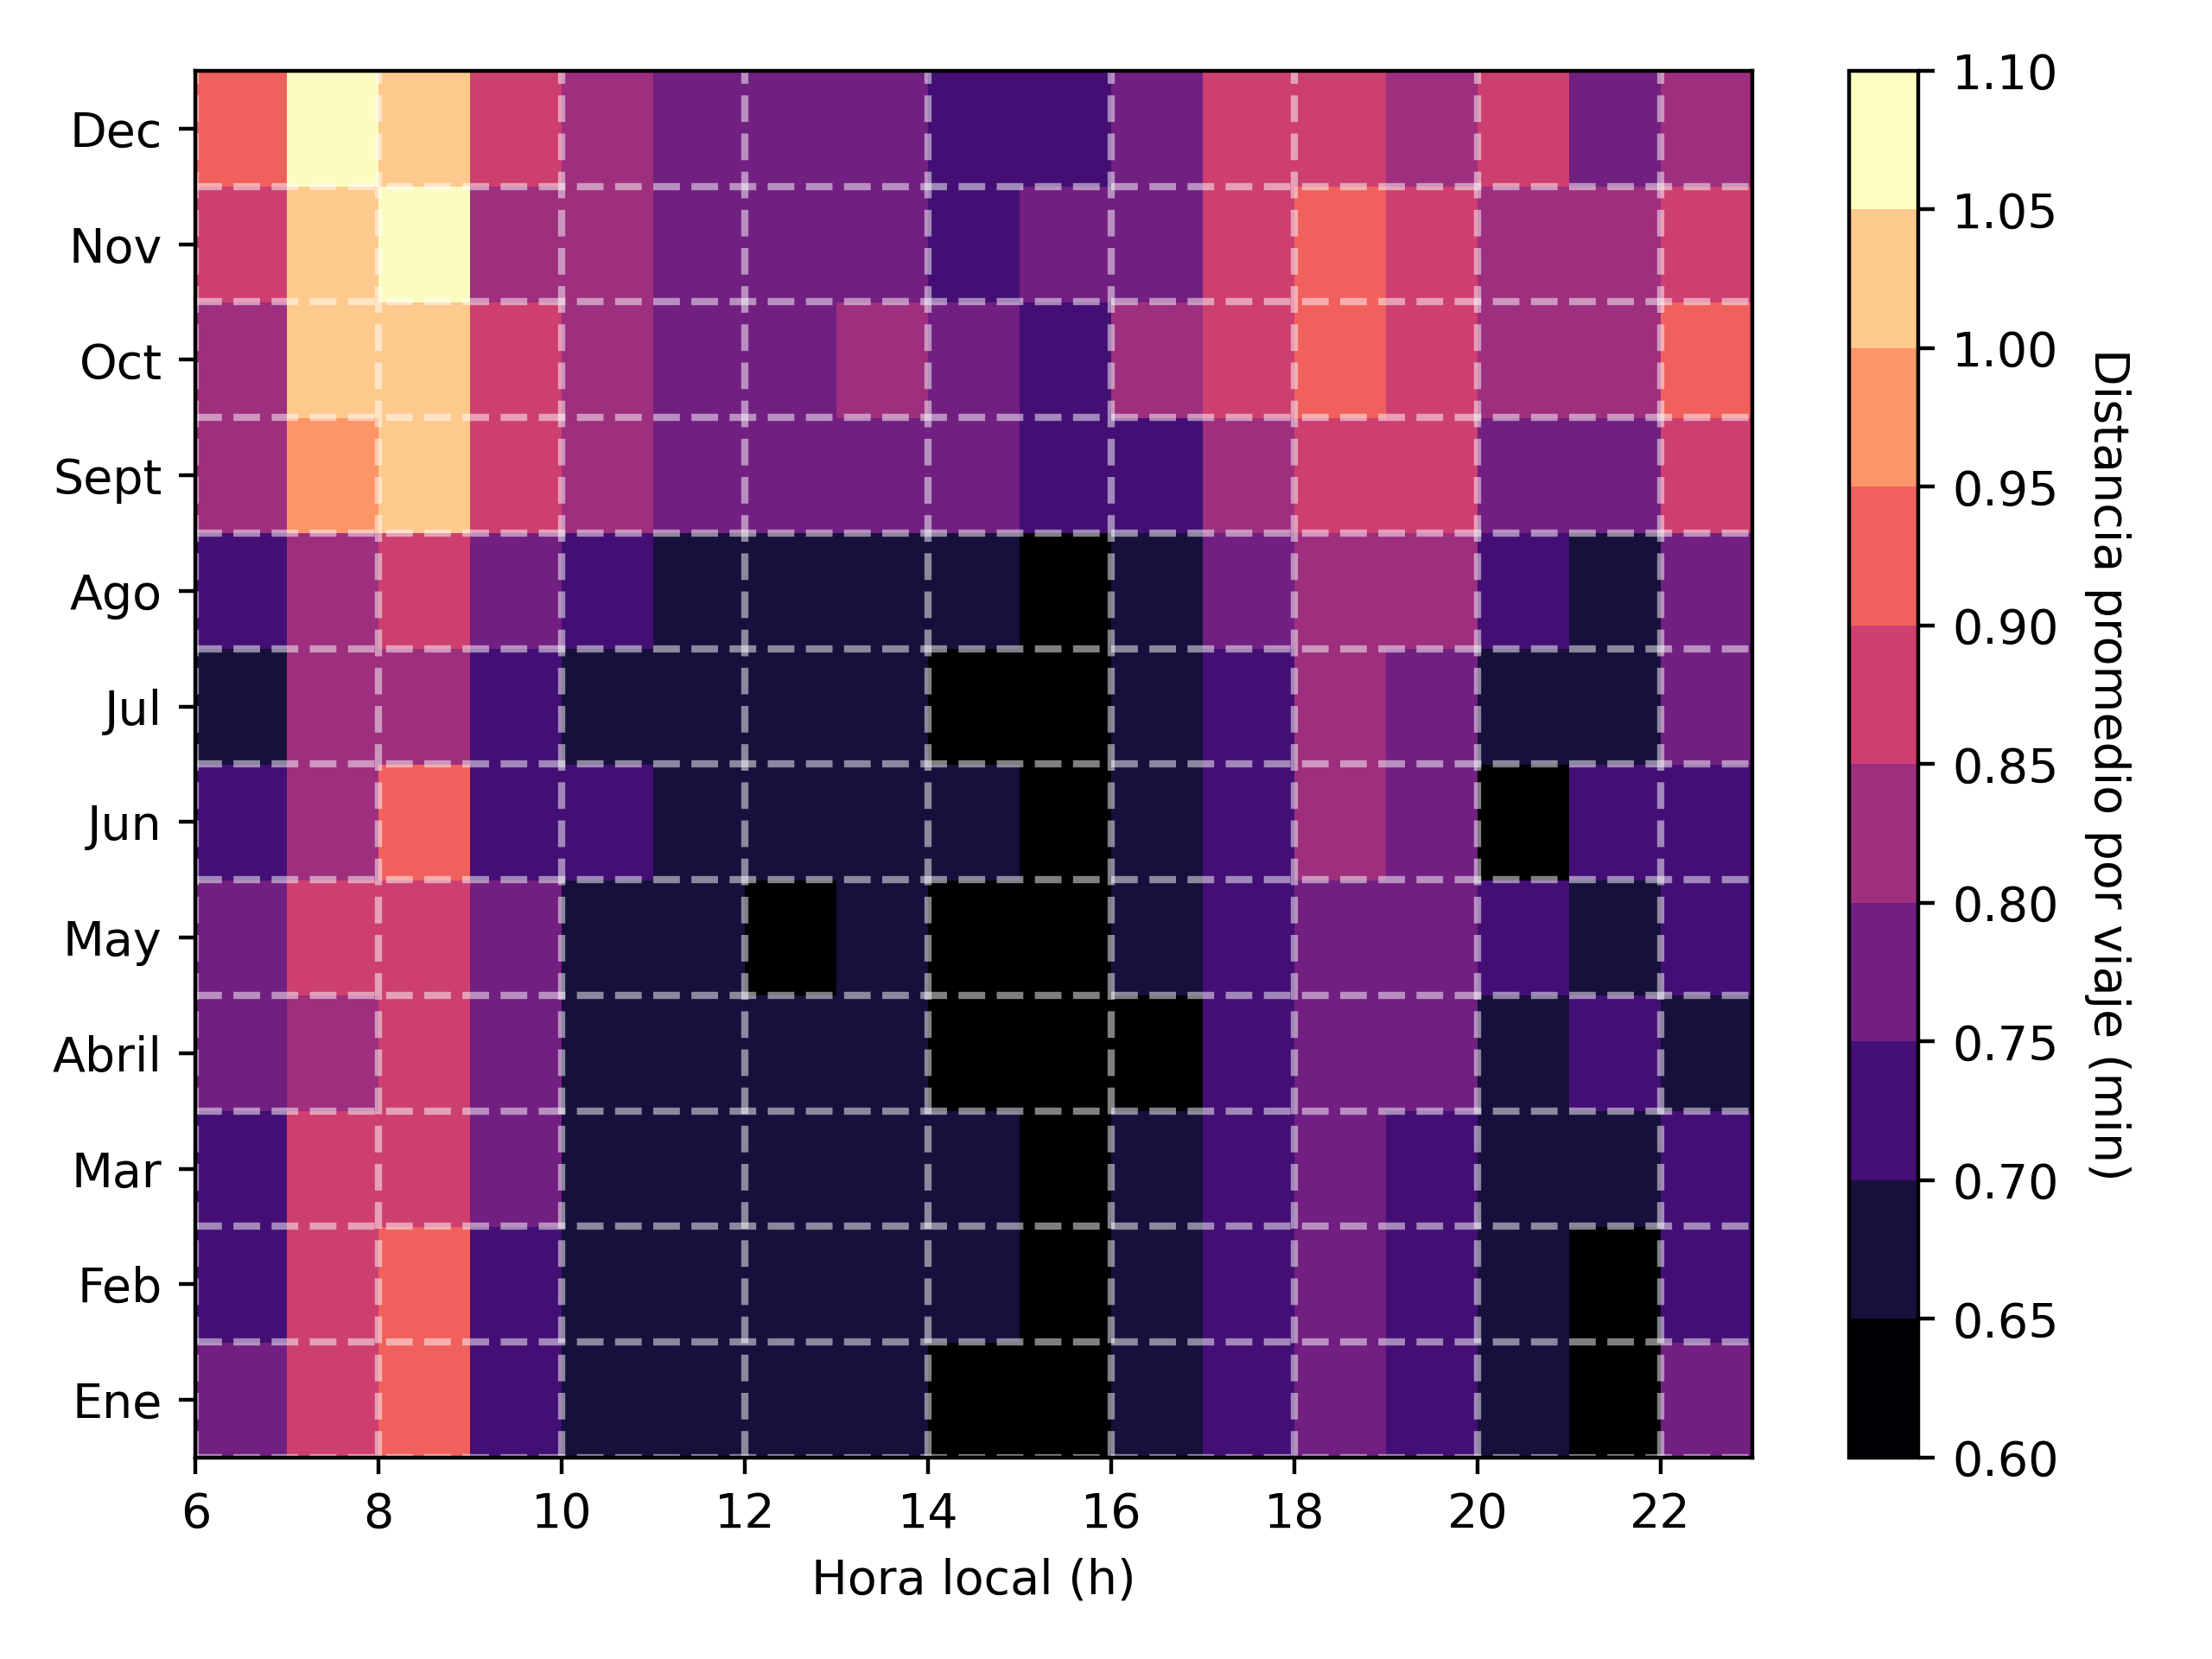 Dec
Nov
Oct
Sept
Ago
Jul
Jun
May
Abril
Mar
Feb
Ene
6 8 10 12 14 16 18 20 22
Hora local (h)
1.10
1.05
1.00
0.95
0.90
0.85
0.80
0.75
0.70
0.65
0.60
Distancia promedio por viaje (min)